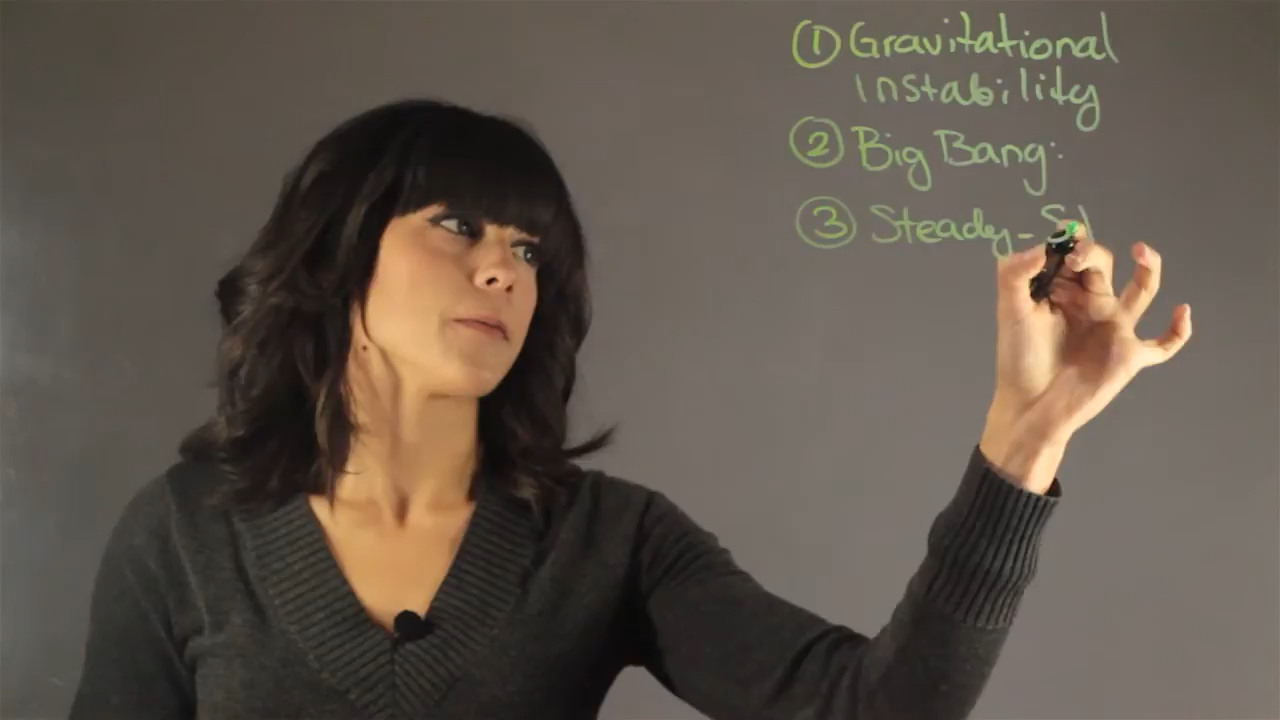 ① Gravitational
Instability
② Big Bang:
③ Steady-